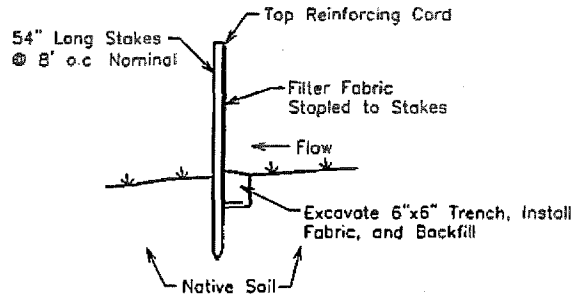 Top Reinforcing Cord
54" Long Stakes
@ 8' o.c Nominal
Filter Fabric
Stapled to Stakes
Flow
Excavate 6"x6" Trench, Install
Fabric, and Backfill
Native Soil